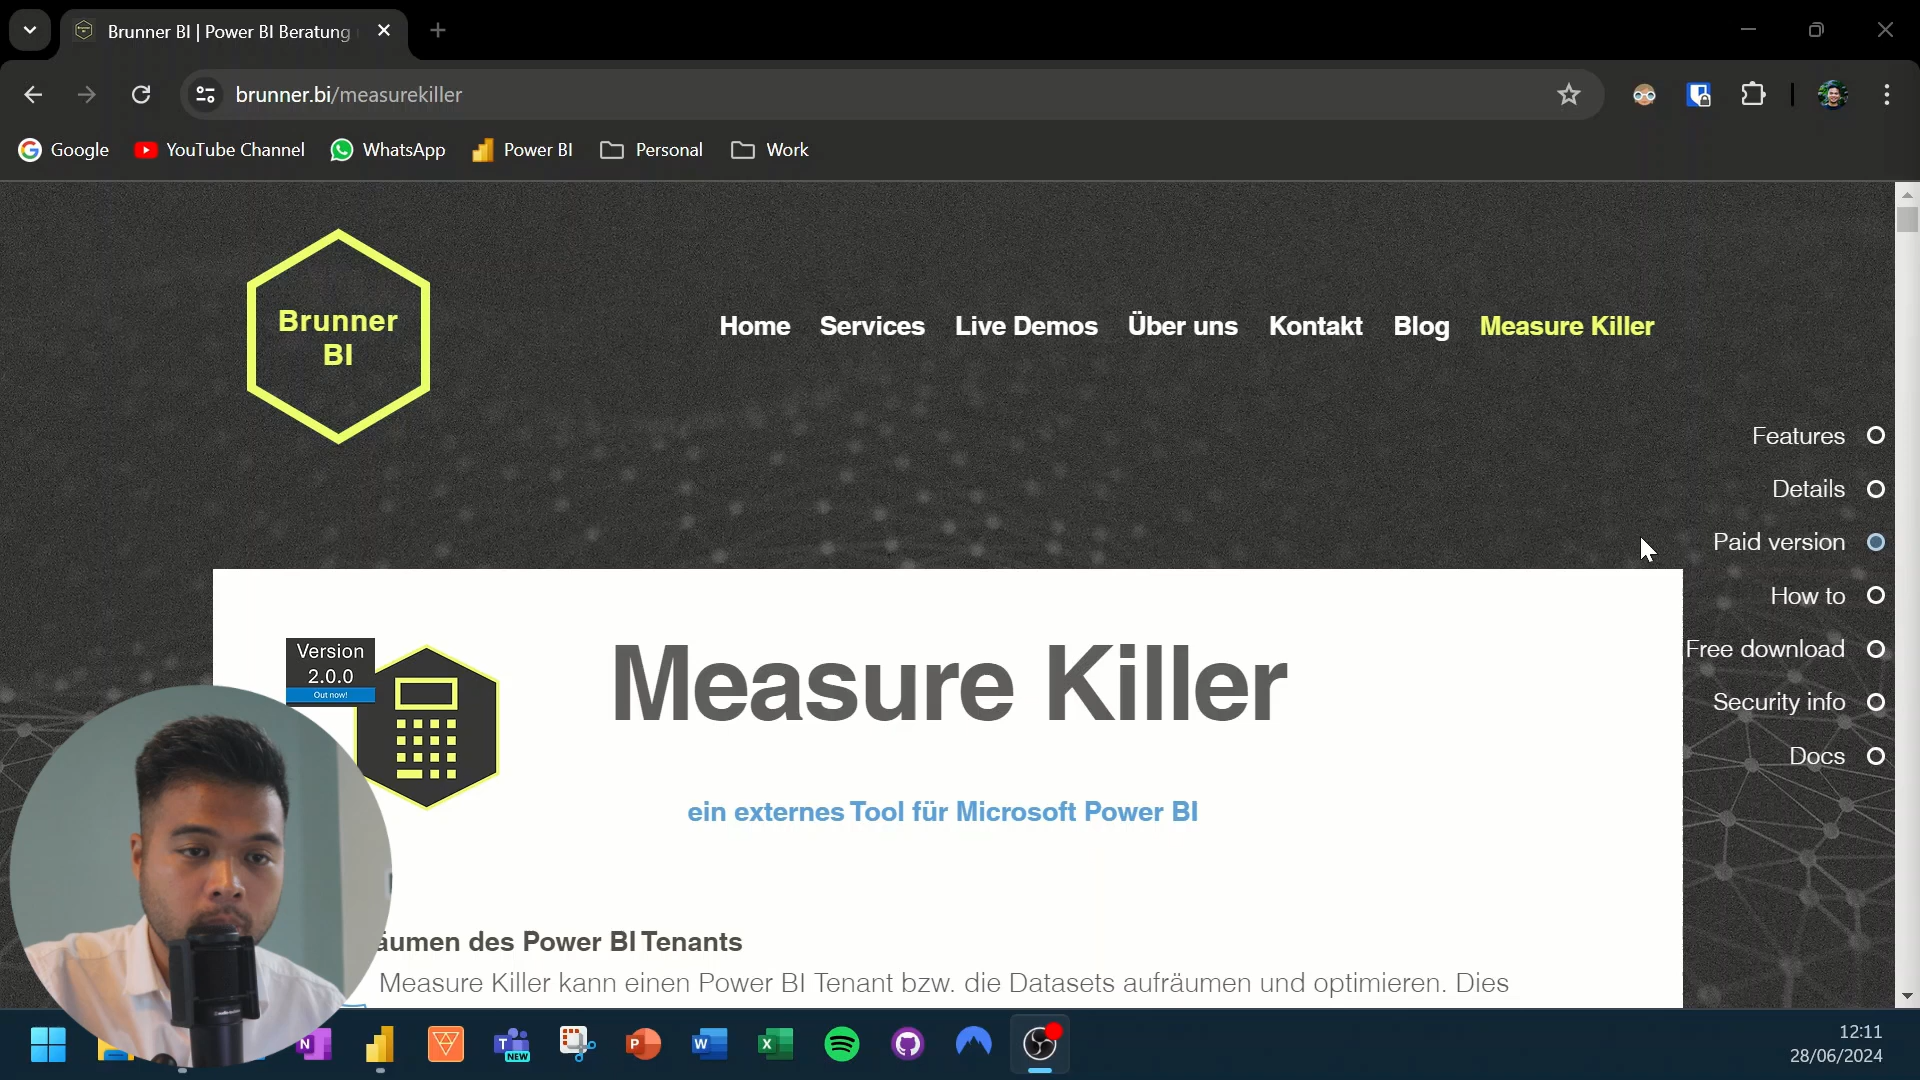 Brunner BI | Power BI Beratung
brunner.bi/measurekiller
Google
YouTube Channel
WhatsApp
Power BI
Personal
Work
Brunner
BI
Home
Services
Live Demos
Über uns
Kontakt
Blog
Measure Killer
Features
Details
Paid version
How to
Free download
Security info
Docs
Version
2.0.0
Out now!
Measure Killer
ein externes Tool für Microsoft Power BI
äumen des Power BI Tenants
Measure Killer kann einen Power BI Tenant bzw. die Datasets aufräumen und optimieren. Dies
N
T
NEW
P
W
X
12:11
28/06/2024